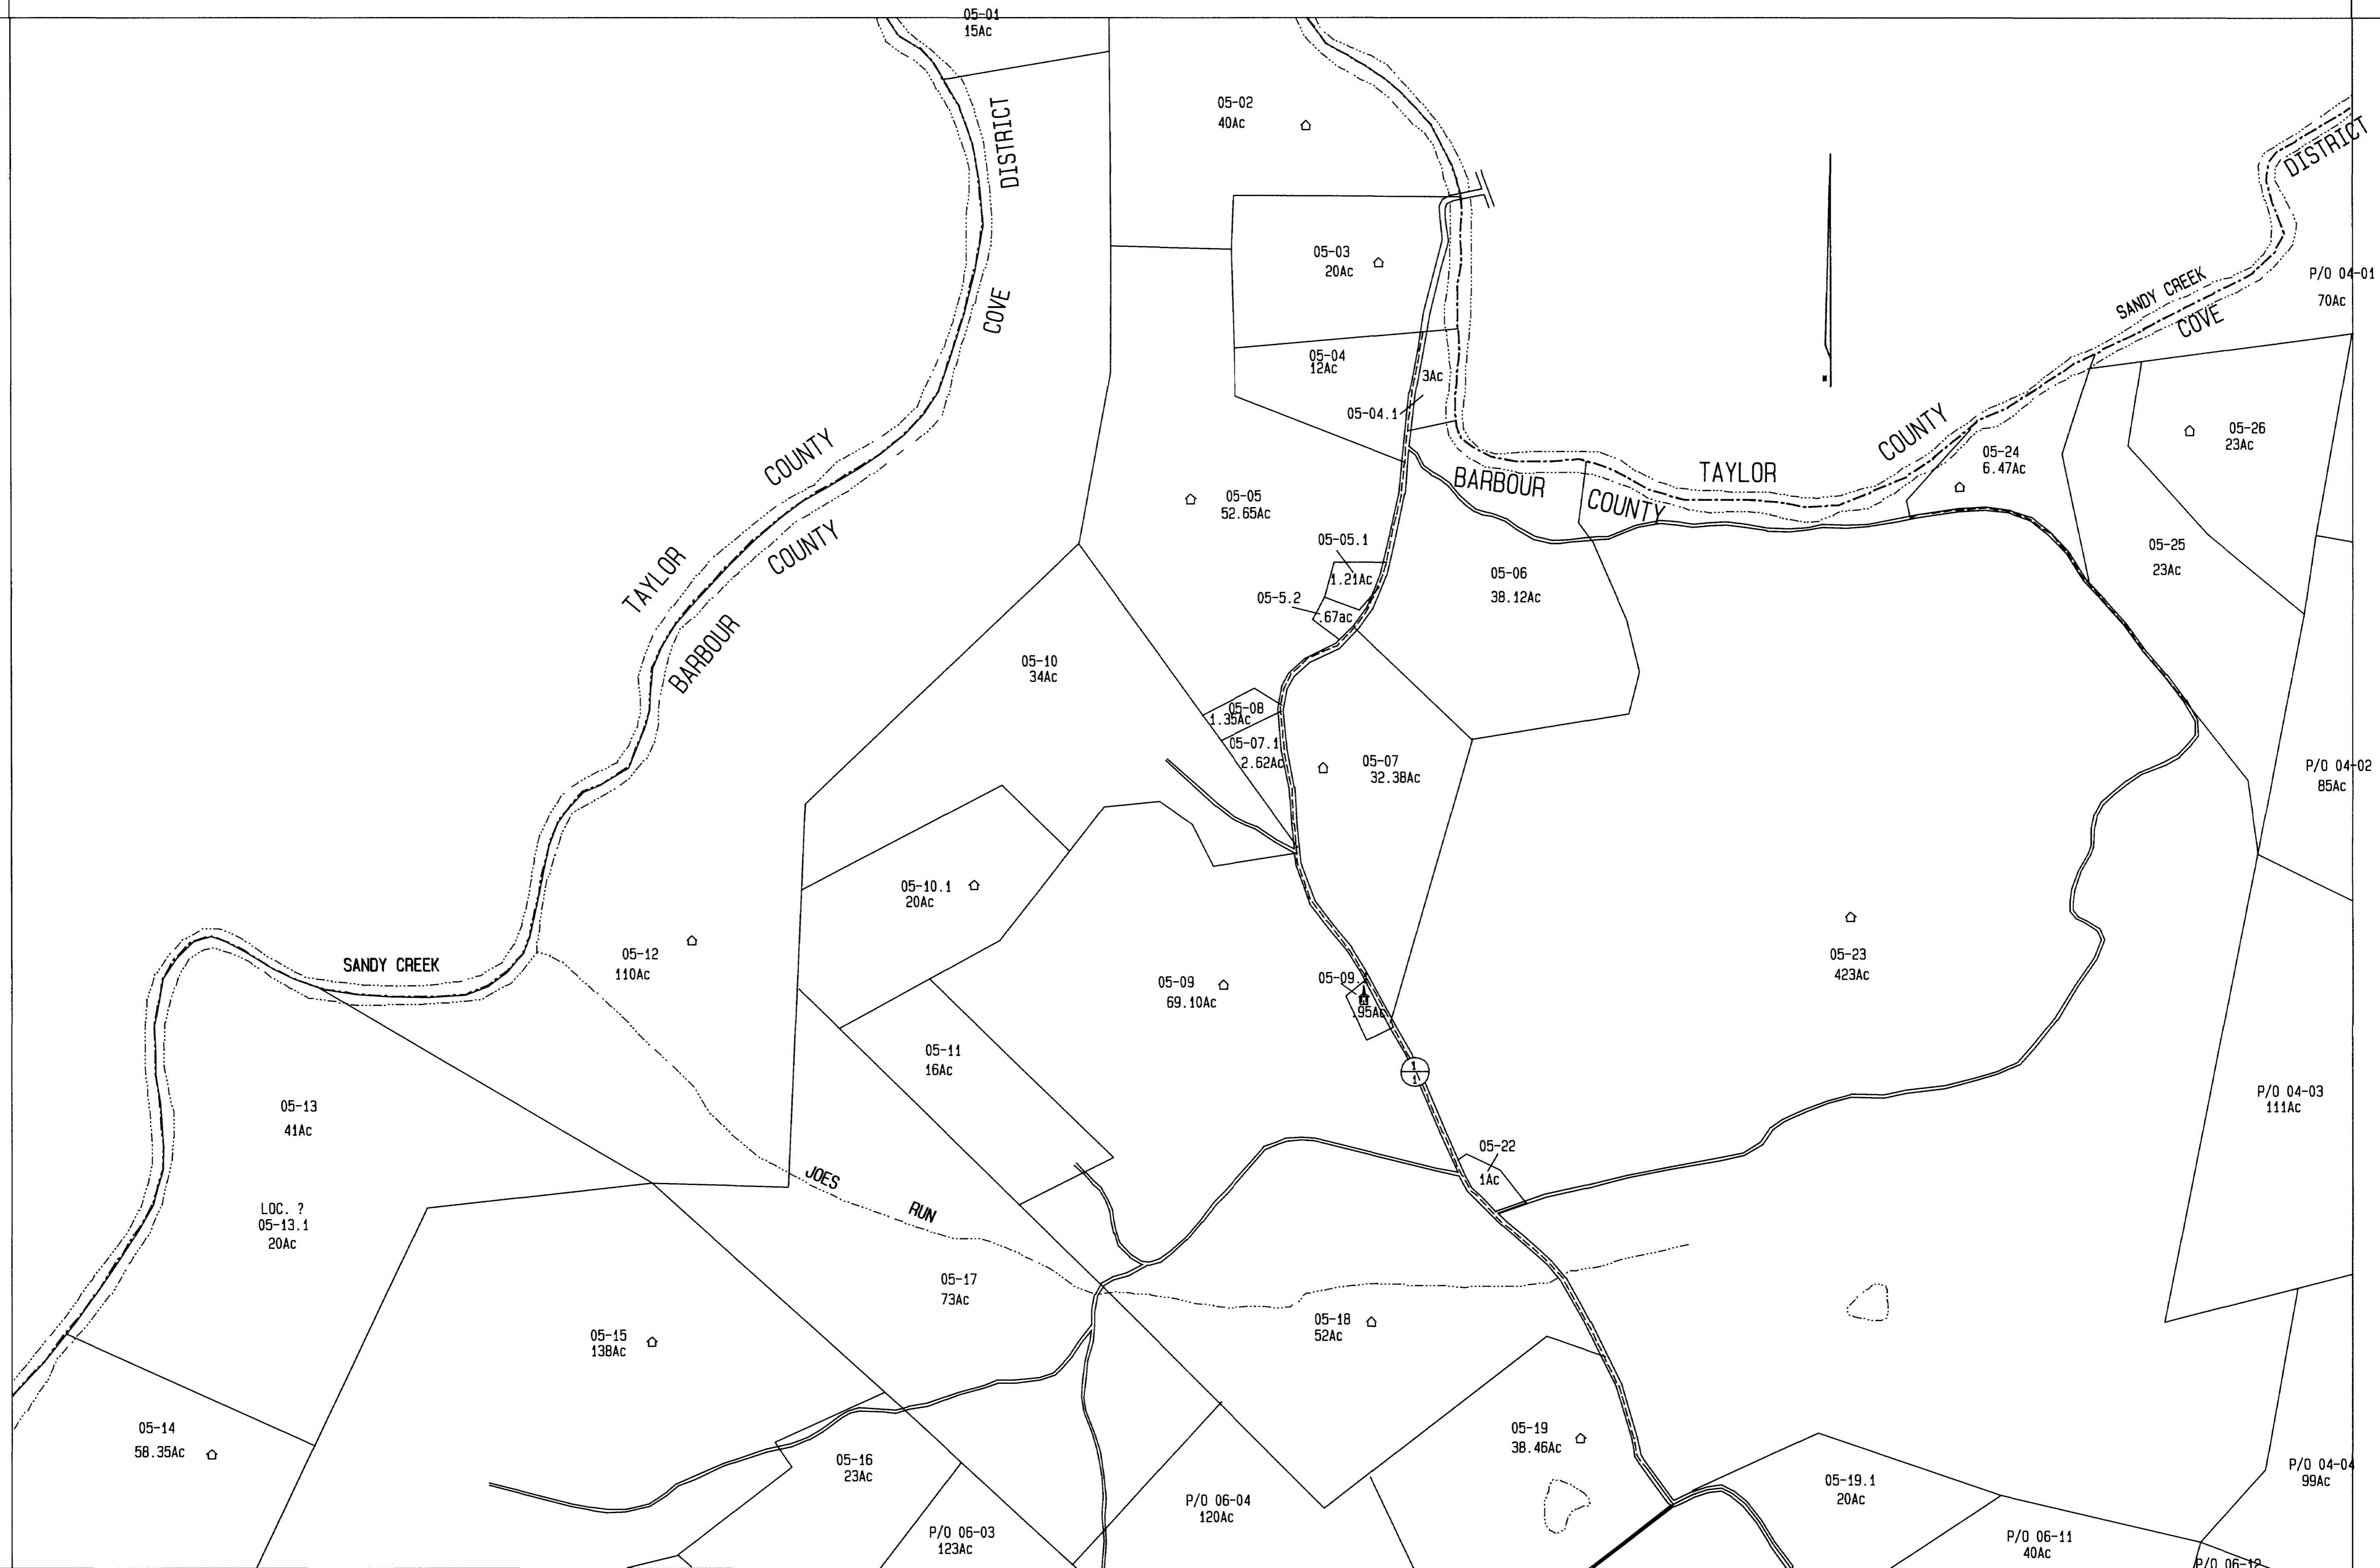 05-01
15Ac
05-02
40Ac
DISTRICT
COVE
DISTRICT
05-03
20Ac
P/O 04-01
70Ac
SANDY CREEK
COVE
05-04
12Ac
3Ac
05-04.1
COUNTY
TAYLOR
COUNTY
BARBOUR
TAYLOR
COUNTY
BARBOUR
COUNTY
05-24
6.47Ac
05-26
23Ac
05-25
23Ac
05-05
52.65Ac
05-05.1
1.21Ac
05-5.2
.67ac
05-06
38.12Ac
05-10
34Ac
05-08
1.35Ac
05-07.1
2.62Ac
05-07
32.38Ac
P/O 04-02
85Ac
05-10.1
20Ac
SANDY CREEK
05-12
110Ac
05-09
69.10Ac
05-09.
.95Ac
05-23
423Ac
05-11
16Ac
1
1
P/O 04-03
111Ac
05-13
41Ac
05-22
1Ac
JOES
RUN
LOC. ?
05-13.1
20Ac
05-17
73Ac
05-15
138Ac
05-18
52Ac
05-14
58.35Ac
05-16
23Ac
05-19
38.46Ac
05-19.1
20Ac
P/O 04-04
99Ac
P/O 06-04
120Ac
P/O 06-03
123Ac
P/O 06-11
40Ac
P/O 06-12